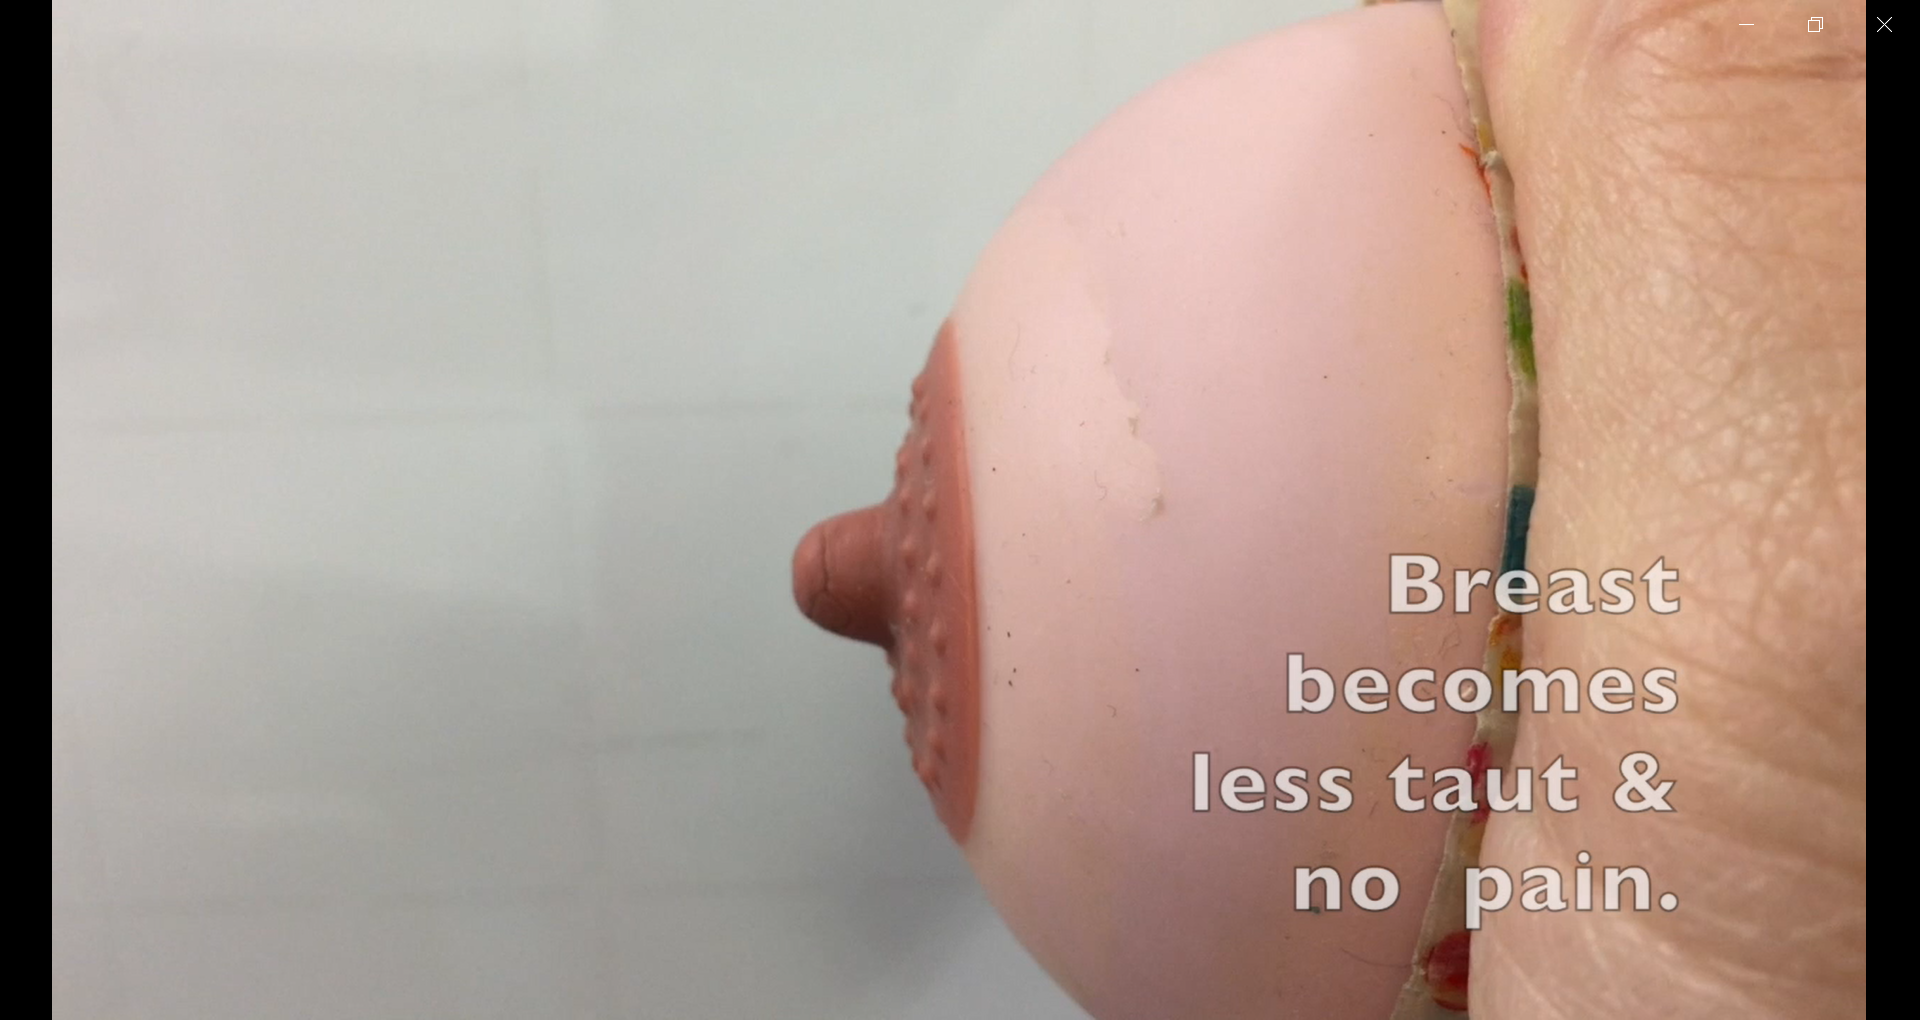 Breast
becomes
less taut &
no pain.